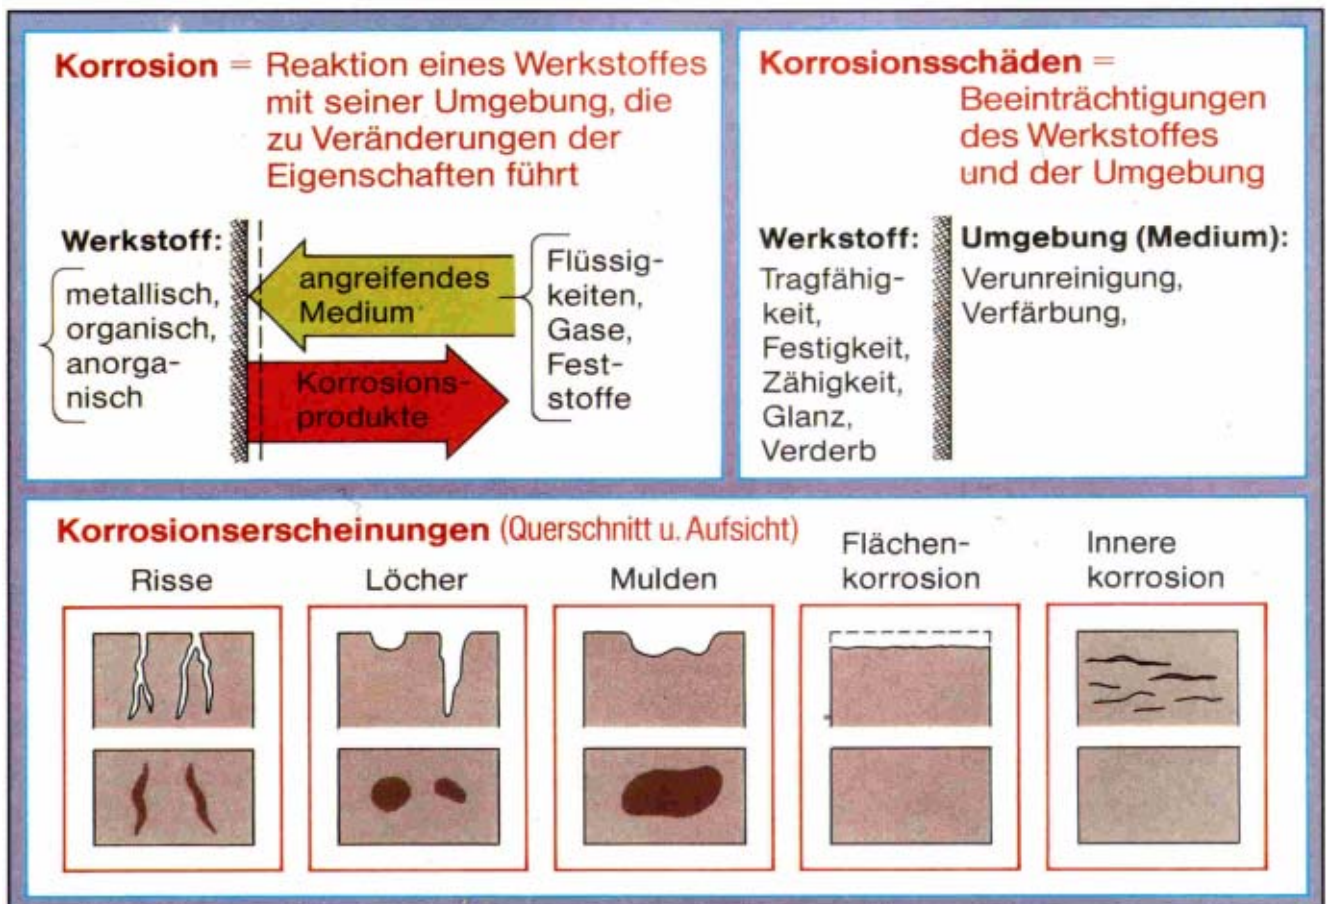 Korrosion = Reaktion eines Werkstoffes
mit seiner Umgebung, die
zu Veränderungen der
Eigenschaften führt
Werkstoff:
metallisch,
organisch,
anorga-
nisch
angreifendes
Medium
Korrosions-
produkte
Flüssig-
keiten,
Gase,
Fest-
stoffe
Korrosionsschäden =
Beeinträchtigungen
des Werkstoffes
und der Umgebung
Werkstoff:
Tragfähig-
keit,
Festigkeit,
Zähigkeit,
Glanz,
Verderb
Umgebung (Medium):
Verunreinigung,
Verfärbung,
Korrosionserscheinungen (Querschnitt u. Aufsicht)
Risse
Löcher
Mulden
Flächen-
korrosion
Innere
korrosion